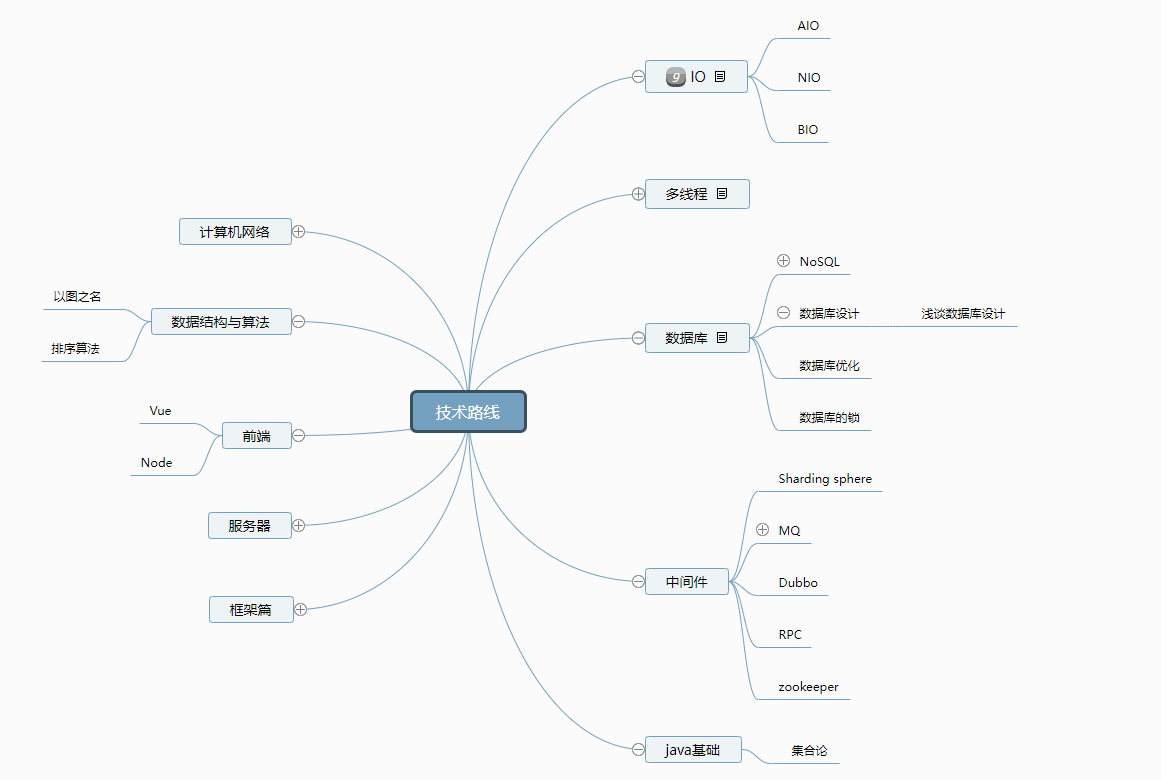 技术路线
9 IO
AIO
NIO
BIO
多线程
数据库
NoSQL
数据库设计
浅谈数据库设计
数据库优化
数据库的锁
中间件
Sharding sphere
MQ
Dubbo
RPC
zookeeper
java基础
集合论
计算机网络
数据结构与算法
以图之名
排序算法
前端
Vue
Node
服务器
框架篇